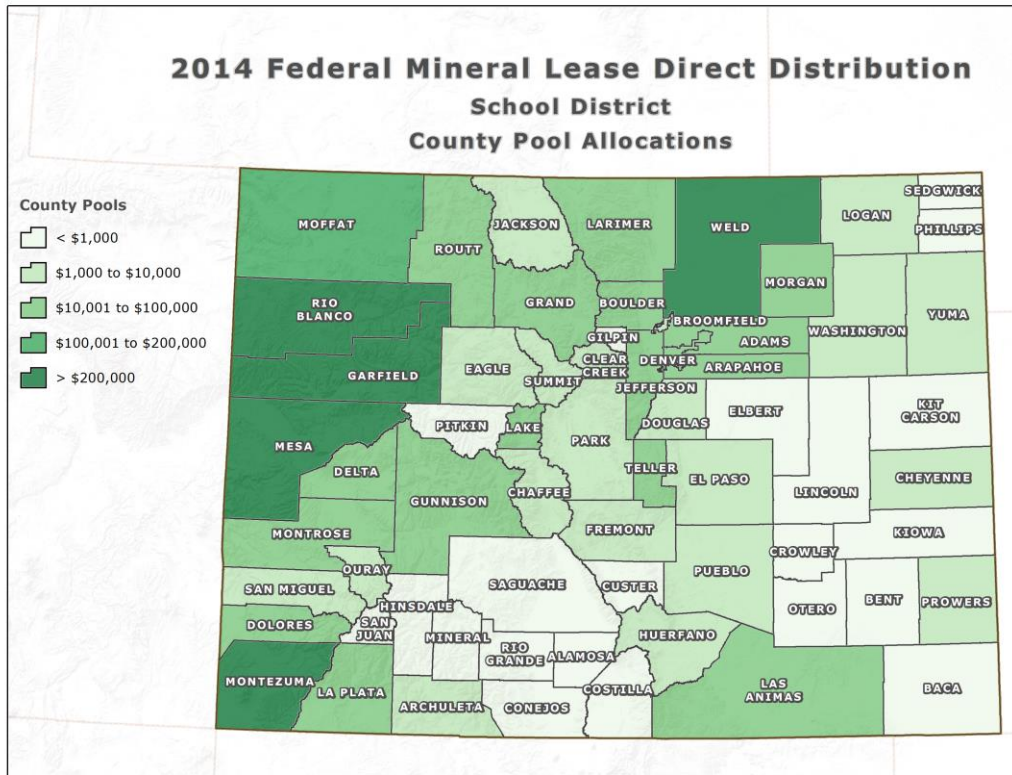 2014 Federal Mineral Lease Direct Distribution
School District
County Pool Allocations
County Pools
< $1,000
$1,000 to $10,000
$10,001 to $100,000
$100,001 to $200,000
> $200,000
MOFFAT
ROUTT
JACKSON
LARIMER
WELD
LOGAN
SEDGWICK
PHILLIPS
RIO
BLANCO
GRAND
BOULDER
MORGAN
GILPIN
BROOMFIELD
ADAMS
WASHINGTON
YUMA
GARFIELD
EAGLE
SUMMIT
CLEAR
CREEK
DENVER
ARAPAHOE
JEFFERSON
MESA
PITKIN
LAKE
PARK
DOUGLAS
ELBERT
KIT
CARSON
DELTA
GUNNISON
CHAFFEE
TELLER
EL PASO
LINCOLN
CHEYENNE
MONTROSE
FREMONT
KIOWA
OURAY
SAN MIGUEL
HINSDALE
SAGUACHE
CUSTER
PUEBLO
CROWLEY
OTERO
BENT
PROWERS
DOLORES
SAN
JUAN
MINERAL
RIO
GRANDE
ALAMOSA
HUERFANO
MONTEZUMA
LA PLATA
ARCHULETA
CONEJOS
COSTILLA
LAS
ANIMAS
BACA